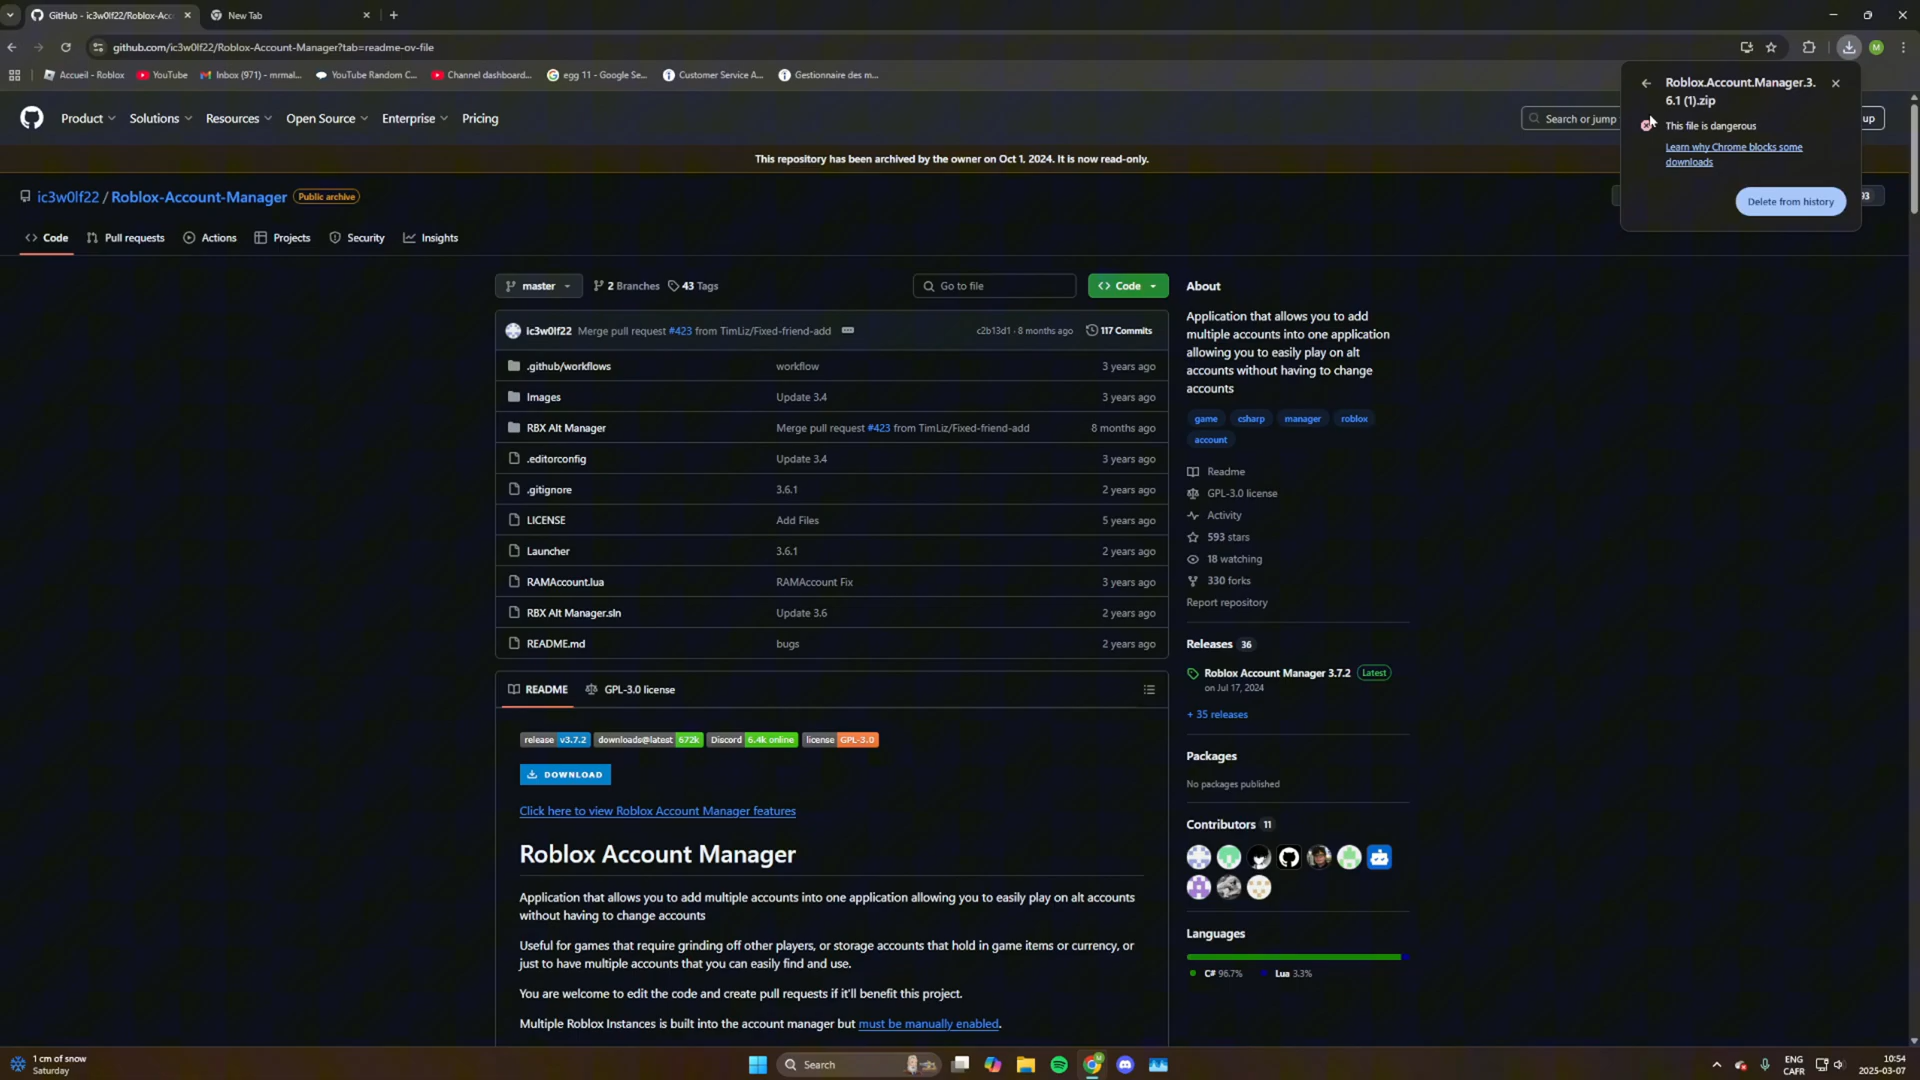 GitHub - ic3w0lf22/Roblox-Acc
New Tab
github.com/ic3w0lf22/Roblox-Account-Manager?tab=readme-ov-file
Accueil - Roblox
YouTube
Inbox (971) - mrmal...
YouTube Random C...
Channel dashboard...
egg 11 - Google Se...
Customer Service A...
Gestionnaire des m...
Roblox.Account.Manager.3.
6.1 (1).zip
This file is dangerous
Learn why Chrome blocks some
downloads
Delete from history
Product
Solutions
Resources
Open Source
Enterprise
Pricing
Search or jump
up
This repository has been archived by the owner on Oct 1, 2024. It is now read-only.
ic3w0lf22 / Roblox-Account-Manager
Public archive
Code
Pull requests
Actions
Projects
Security
Insights
master
2 Branches
43 Tags
Go to file
Code
ic3w0lf22 Merge pull request #423 from TimLiz/Fixed-friend-add
c2b13d1 · 8 months ago
117 Commits
.github/workflows workflow 3 years ago
Images Update 3.4 3 years ago
RBX Alt Manager Merge pull request #423 from TimLiz/Fixed-friend-add 8 months ago
.editorconfig Update 3.4 3 years ago
.gitignore 3.6.1 2 years ago
LICENSE Add Files 5 years ago
Launcher 3.6.1 2 years ago
RAMAccount.lua RAMAccount Fix 3 years ago
RBX Alt Manager.sln Update 3.6 2 years ago
README.md bugs 2 years ago
README
GPL-3.0 license
release v3.7.2 downloads@latest 672k Discord 6.4k online license GPL-3.0
DOWNLOAD
Click here to view Roblox Account Manager features
Roblox Account Manager
Application that allows you to add multiple accounts into one application allowing you to easily play on alt accounts
without having to change accounts
Useful for games that require grinding off other players, or storage accounts that hold in game items or currency, or
just to have multiple accounts that you can easily find and use.
You are welcome to edit the code and create pull requests if it'll benefit this project.
Multiple Roblox Instances is built into the account manager but must be manually enabled.
About
Application that allows you to add
multiple accounts into one application
allowing you to easily play on alt
accounts without having to change
accounts
game csharp manager roblox
account
Readme
GPL-3.0 license
Activity
593 stars
18 watching
330 forks
Report repository
Releases 36
Roblox Account Manager 3.7.2 Latest
on Jul 17, 2024
+ 35 releases
Packages
No packages published
Contributors 11
Languages
C# 96.7% Lua 3.3%
1 cm of snow
Saturday
Search
ENG
CAFR
10:54
2025-03-07